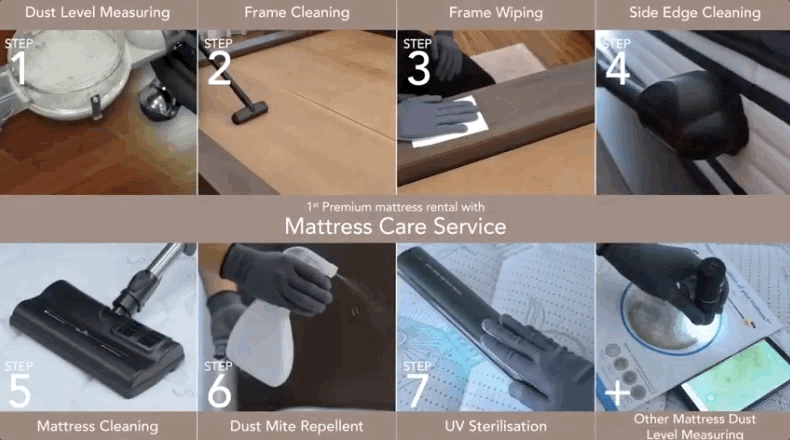 Dust Level Measuring
Frame Cleaning
Frame Wiping
Side Edge Cleaning
STEP
1
STEP
2
STEP
3
STEP
4
1st Premium mattress rental with
Mattress Care Service
STEP
5
STEP
6
STEP
7
+
Mattress Cleaning
Dust Mite Repellent
UV Sterilisation
Other Mattress Dust
Level Measuring